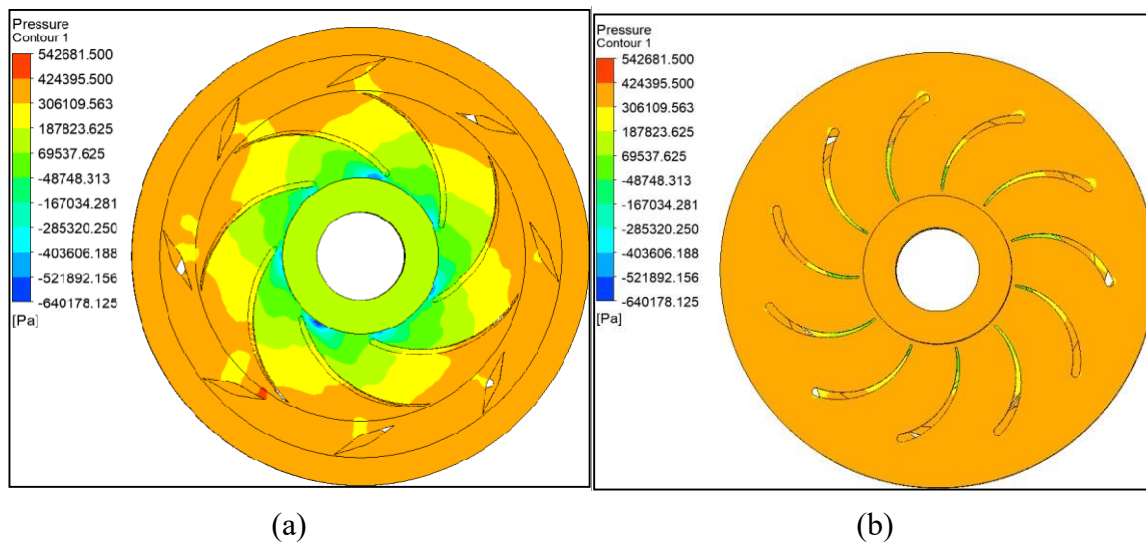 Pressure
Contour 1
542681.500
424395.500
306109.563
187823.625
69537.625
-48748.313
-167034.281
-285320.250
-403606.188
-521892.156
-640178.125
[Pa]
(a)
Pressure
Contour 1
542681.500
424395.500
306109.563
187823.625
69537.625
-48748.313
-167034.281
-285320.250
-403606.188
-521892.156
-640178.125
[Pa]
(b)